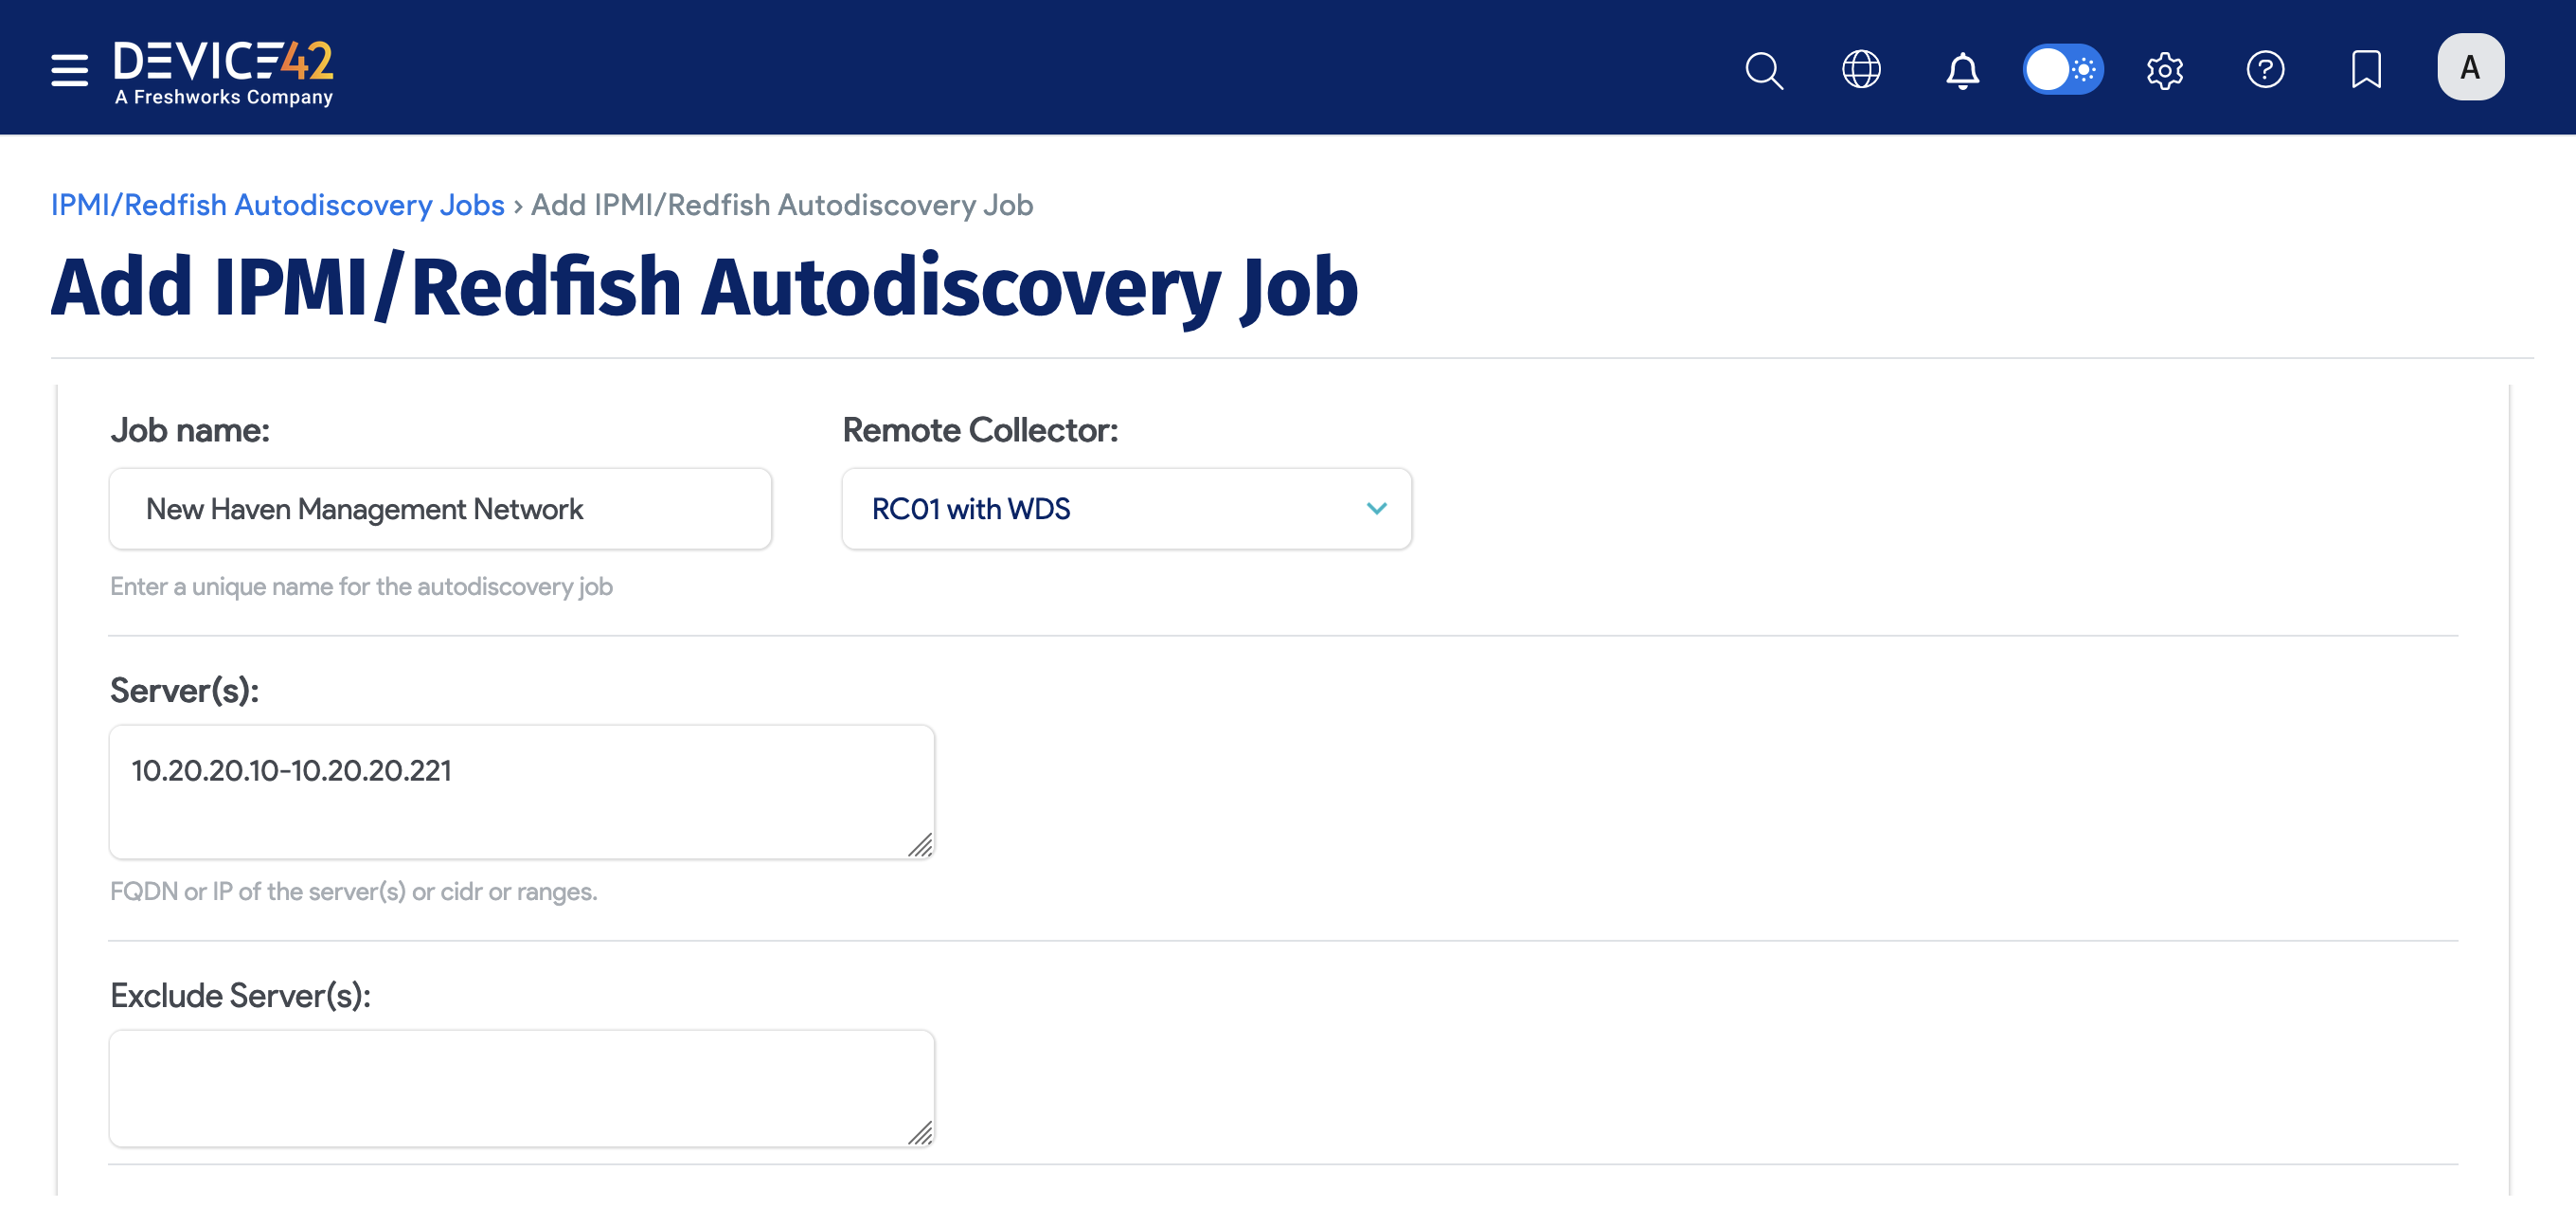 DEVICE42
A Freshworks Company
A
IPMI/Redfish Autodiscovery Jobs › Add IPMI/Redfish Autodiscovery Job
Add IPMI/Redfish Autodiscovery Job
Job name:
Remote Collector:
New Haven Management Network
RC01 with WDS
Enter a unique name for the autodiscovery job
Server(s):
10.20.20.10-10.20.20.221
FQDN or IP of the server(s) or cidr or ranges.
Exclude Server(s):